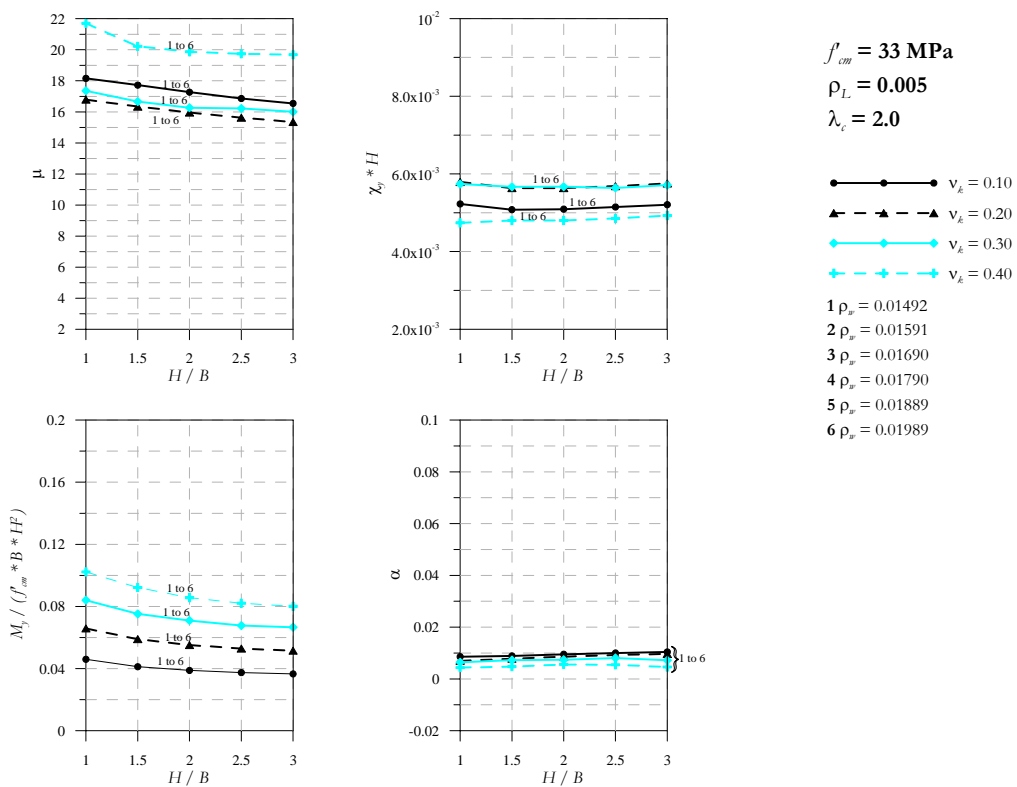 22
20
18
16
14
12
10
8
6
4
2
μ
1 to 6
1 to 6
1 to 6
1 to 6
1 1.5 2 2.5 3
H / B
10⁻²
8.0x10⁻³
6.0x10⁻³
4.0x10⁻³
2.0x10⁻³
χy * H
1 to 6
1 to 6
1 to 6
1 1.5 2 2.5 3
H / B
f'cm = 33 MPa
ρL = 0.005
λc = 2.0
νk = 0.10
νk = 0.20
νk = 0.30
νk = 0.40
1 ρw = 0.01492
2 ρw = 0.01591
3 ρw = 0.01690
4 ρw = 0.01790
5 ρw = 0.01889
6 ρw = 0.01989
0.2
0.16
0.12
0.08
0.04
0
My / (f'cm * B * H²)
1 to 6
1 to 6
1 to 6
1 to 6
1 1.5 2 2.5 3
H / B
0.1
0.08
0.06
0.04
0.02
0
-0.02
α
1 to 6
1 1.5 2 2.5 3
H / B